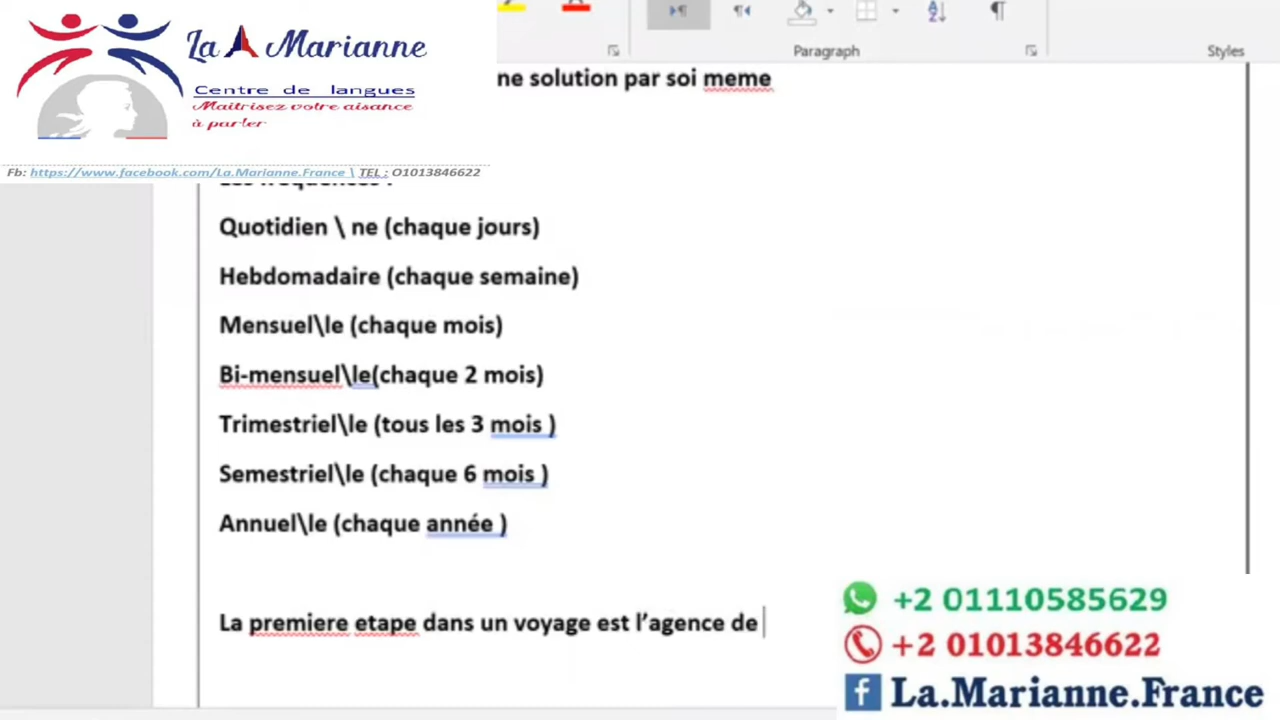 Paragraph
Styles
La Marianne
Centre de langues
Maitrisez votre aisance
à parler
Fb: https://www.facebook.com/La.Marianne.France \ TEL : O1013846622
ne solution par soi meme
Les fréquences :
Quotidien \ ne (chaque jours)
Hebdomadaire (chaque semaine)
Mensuel\le (chaque mois)
Bi-mensuel\le(chaque 2 mois)
Trimestriel\le (tous les 3 mois )
Semestriel\le (chaque 6 mois )
Annuel\le (chaque année )
La premiere etape dans un voyage est l’agence de
+2 01110585629
+2 01013846622
La.Marianne.France